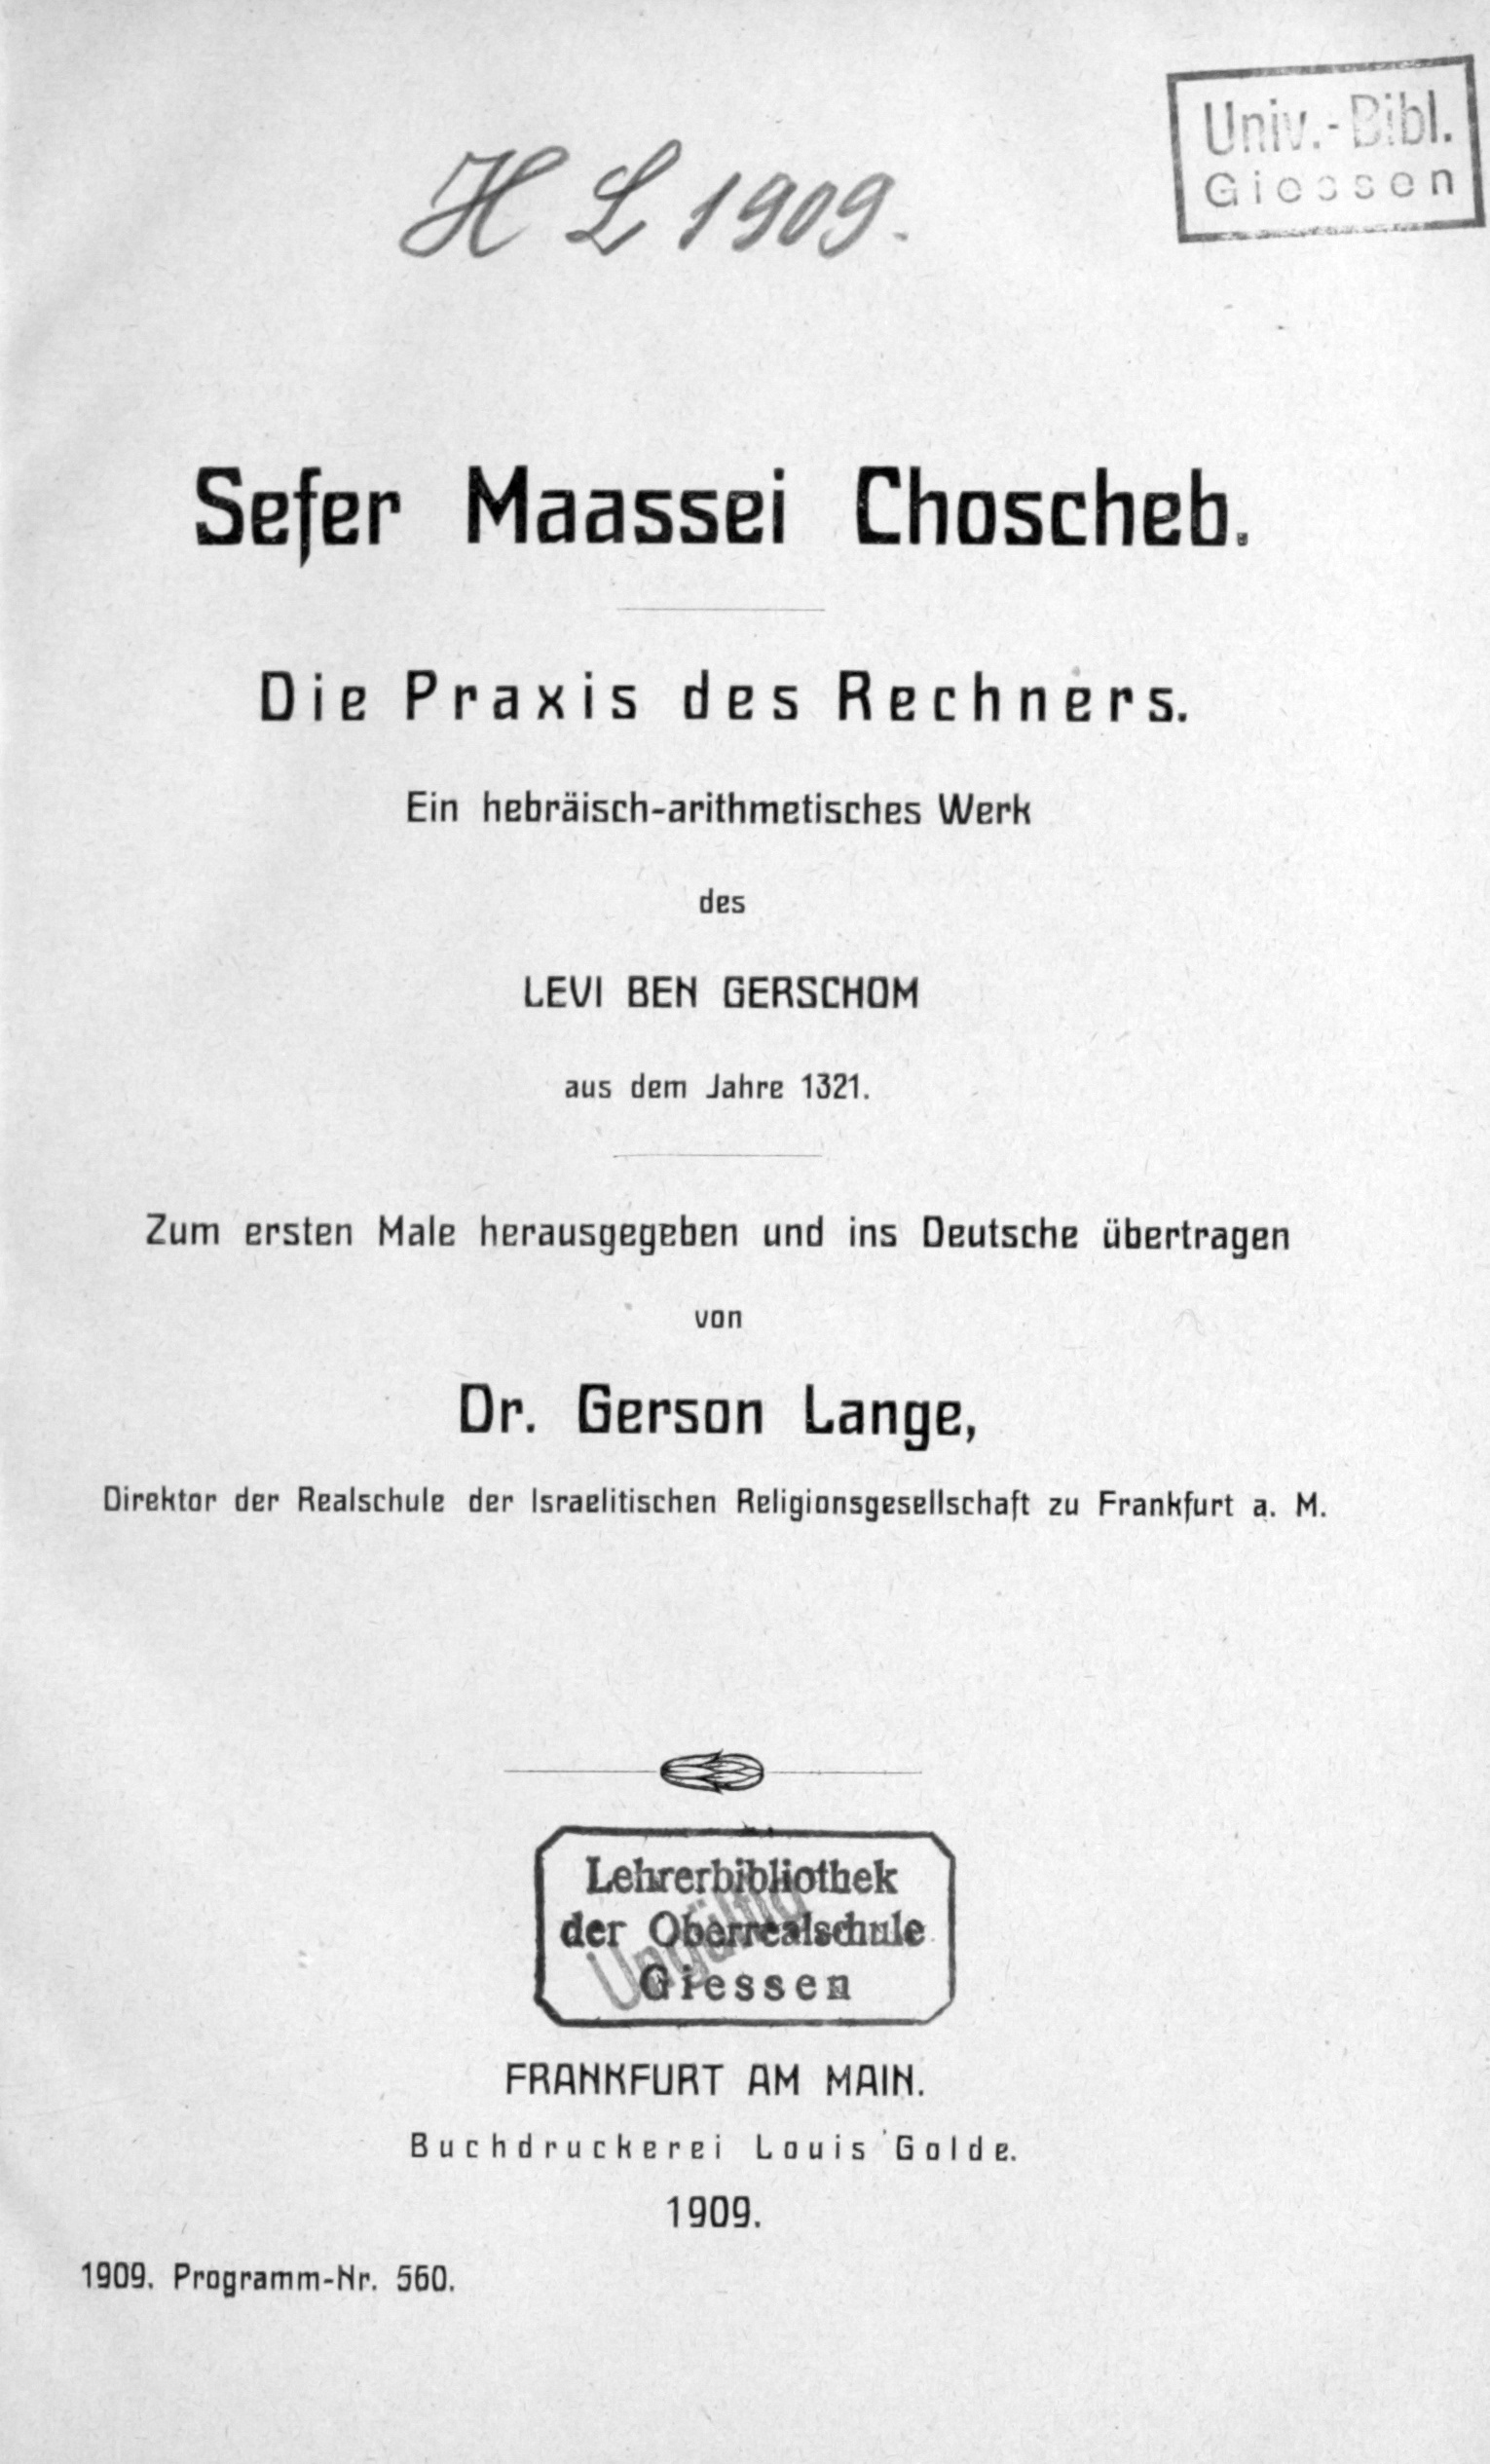 Univ.-Bibl.
Giessen
H L 1909.
Sefer Maassei Choscheb.
Die Praxis des Rechners.
Ein hebräisch-arithmetisches Werk
des
LEVI BEN GERSCHOM
aus dem Jahre 1321.
Zum ersten Male herausgegeben und ins Deutsche übertragen
von
Dr. Gerson Lange,
Direktor der Realschule der Israelitischen Religionsgesellschaft zu Frankfurt a. M.
Lehrerbibliothek
der Oberrealschule
Giessen
Ungültig
FRANKFURT AM MAIN.
Buchdruckerei Louis Golde.
1909.
1909. Programm-Nr. 560.